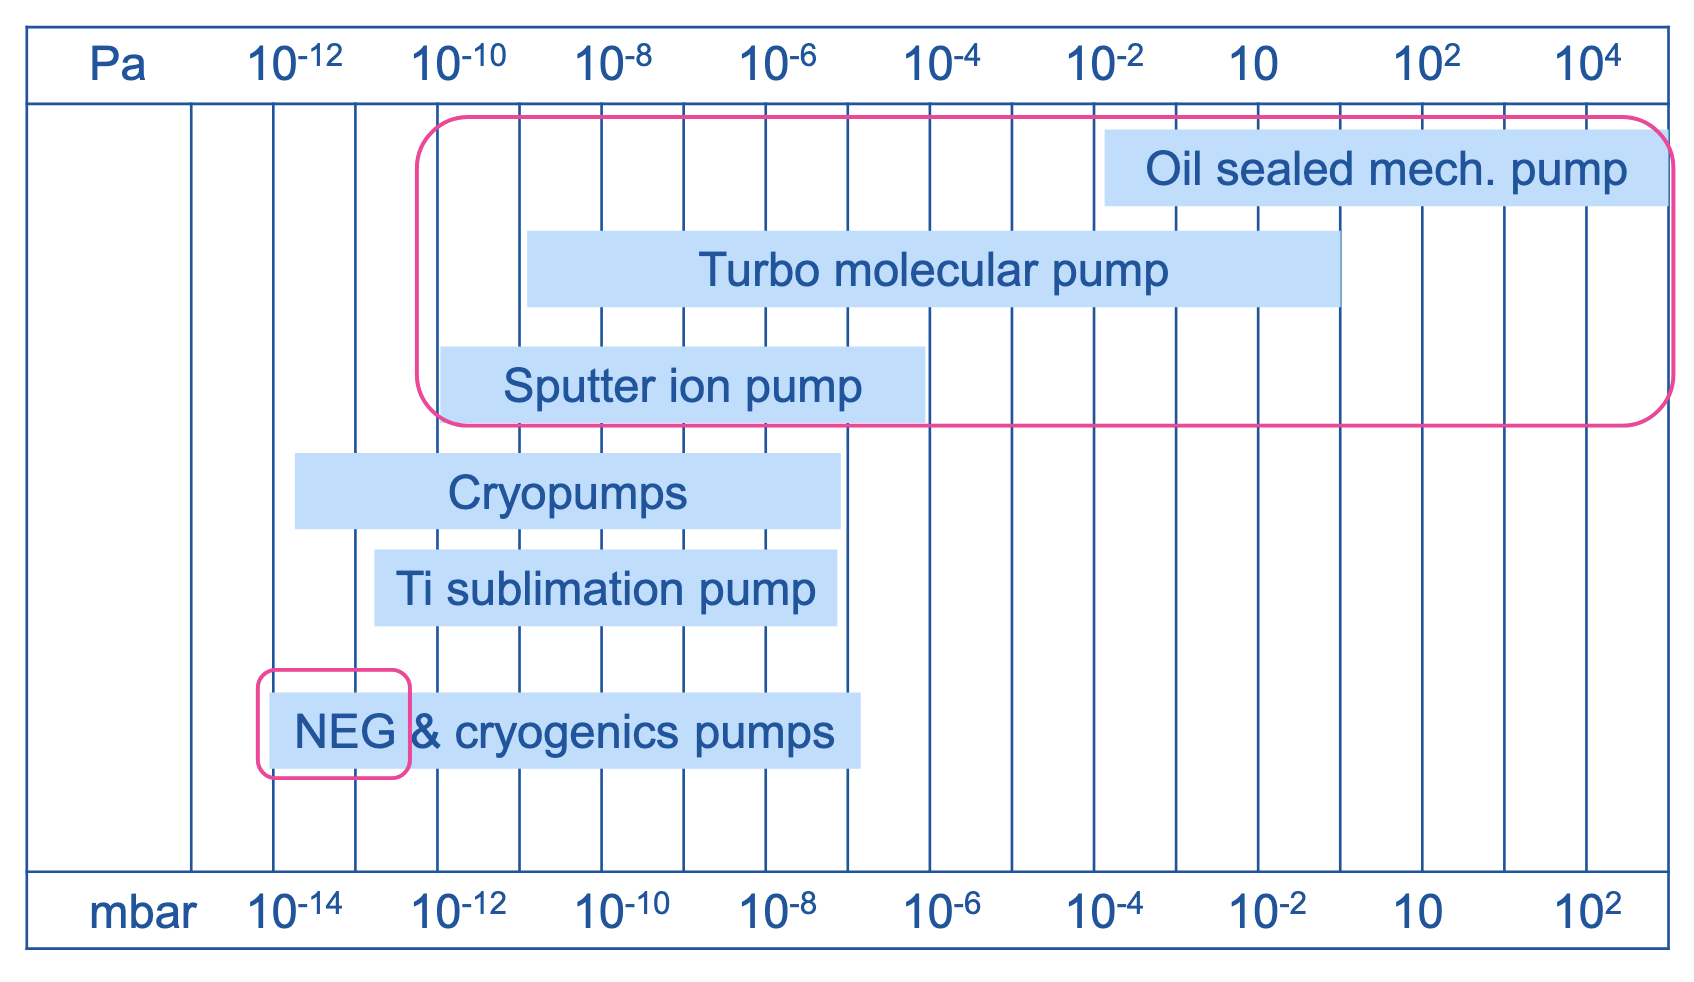 Pa 10⁻¹² 10⁻¹⁰ 10⁻⁸ 10⁻⁶ 10⁻⁴ 10⁻² 10 10² 10⁴
Oil sealed mech. pump
Turbo molecular pump
Sputter ion pump
Cryopumps
Ti sublimation pump
NEG & cryogenics pumps
mbar 10⁻¹⁴ 10⁻¹² 10⁻¹⁰ 10⁻⁸ 10⁻⁶ 10⁻⁴ 10⁻² 10 10²